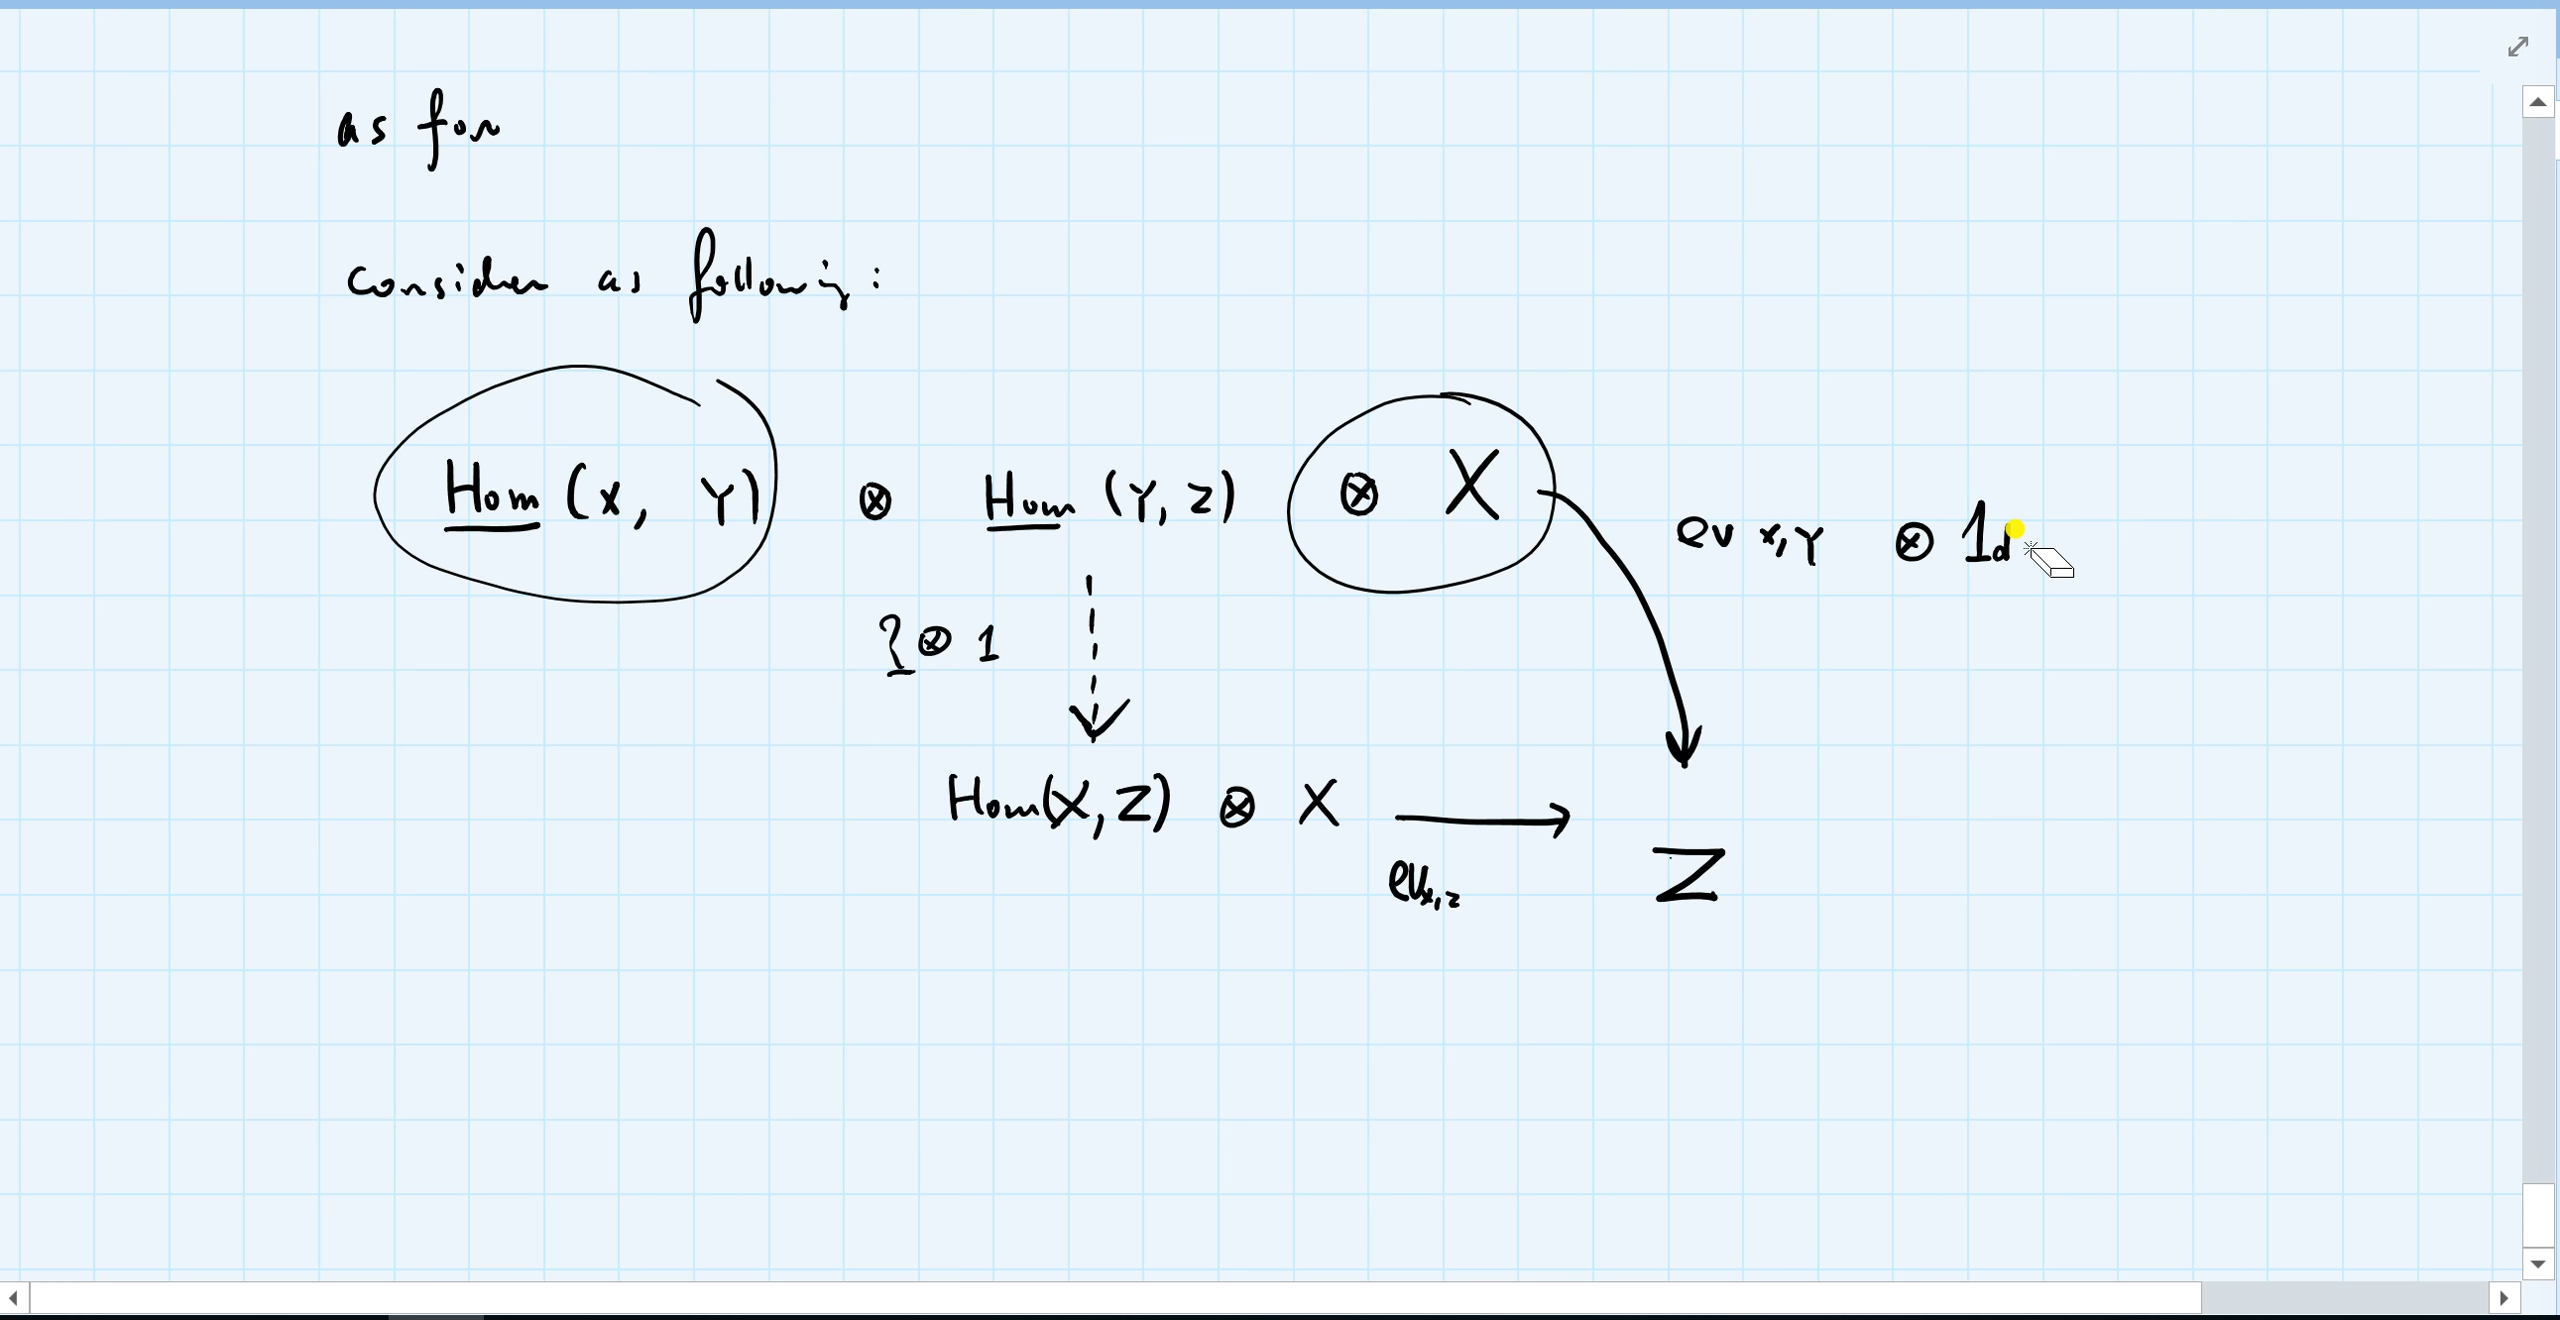 as for
consider as following:
Hom (X, Y) ⊗ Hom (Y, Z) ⊗ X
ev X,Y ⊗ 1d
? ⊗ 1
Hom(X, Z) ⊗ X
ev X,Z
Z